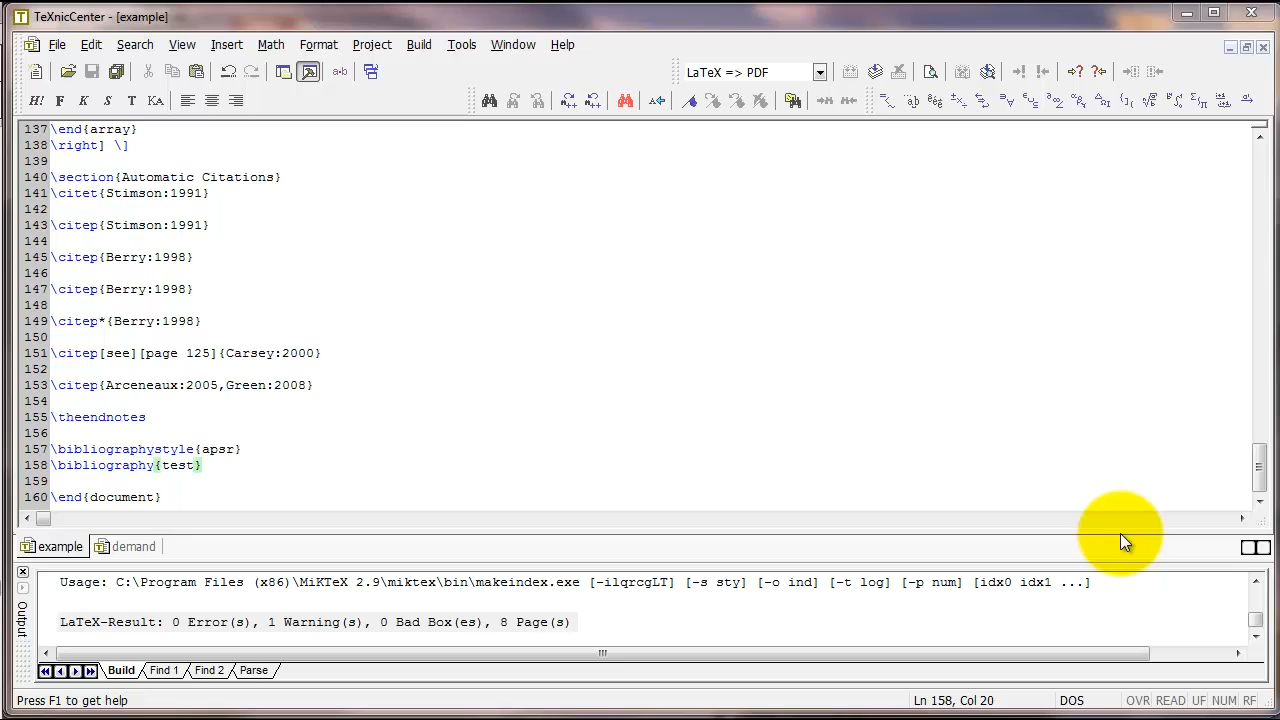 TeXnicCenter - [example]
File Edit Search View Insert Math Format Project Build Tools Window Help
LaTeX => PDF
137 \end{array}
138 \right] \]
139
140 \section{Automatic Citations}
141 \citet{Stimson:1991}
142
143 \citep{Stimson:1991}
144
145 \citep{Berry:1998}
146
147 \citep{Berry:1998}
148
149 \citep*{Berry:1998}
150
151 \citep[see][page 125]{Carsey:2000}
152
153 \citep{Arceneaux:2005,Green:2008}
154
155 \theendnotes
156
157 \bibliographystyle{apsr}
158 \bibliography{test}
159
160 \end{document}
example demand
Usage: C:\Program Files (x86)\MiKTeX 2.9\miktex\bin\makeindex.exe [-ilqrcgLT] [-s sty] [-o ind] [-t log] [-p num] [idx0 idx1 ...]
LaTeX-Result: 0 Error(s), 1 Warning(s), 0 Bad Box(es), 8 Page(s)
Output
Build Find 1 Find 2 Parse
Press F1 to get help Ln 158, Col 20 DOS OVR READ UF NUM RF